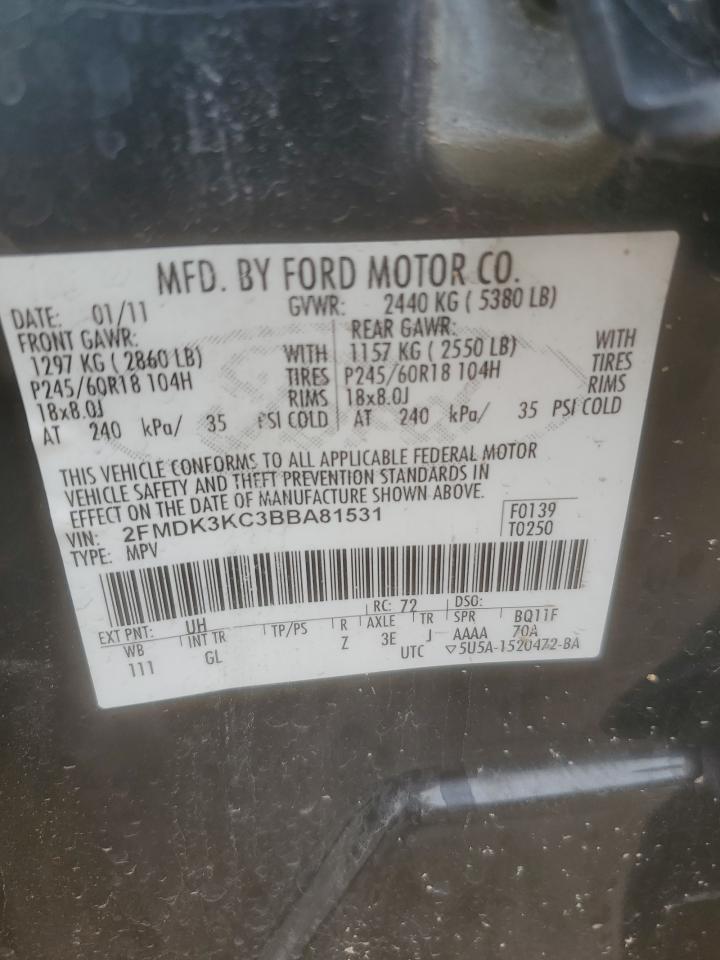 MFD. BY FORD MOTOR CO.
DATE: 01/11 GVWR: 2440 KG ( 5380 LB)
FRONT GAWR: REAR GAWR:
1297 KG ( 2860 LB) WITH 1157 KG ( 2550 LB) WITH
P245/60R18 104H TIRES P245/60R18 104H TIRES
18x8.0J RIMS 18x8.0J RIMS
AT 240 kPa/ 35 PSI COLD AT 240 kPa/ 35 PSI COLD
THIS VEHICLE CONFORMS TO ALL APPLICABLE FEDERAL MOTOR
VEHICLE SAFETY AND THEFT PREVENTION STANDARDS IN
EFFECT ON THE DATE OF MANUFACTURE SHOWN ABOVE.
VIN: 2FMDK3KC3BBA81531 F0139
TYPE: MPV T0250
EXT PNT: UH RC: 72 DSO:
WB INT TR TP/PS R AXLE TR SPR BQ11F
111 GL Z 3E J AAAA 70A
UTC ▽5U5A-1520472-BA